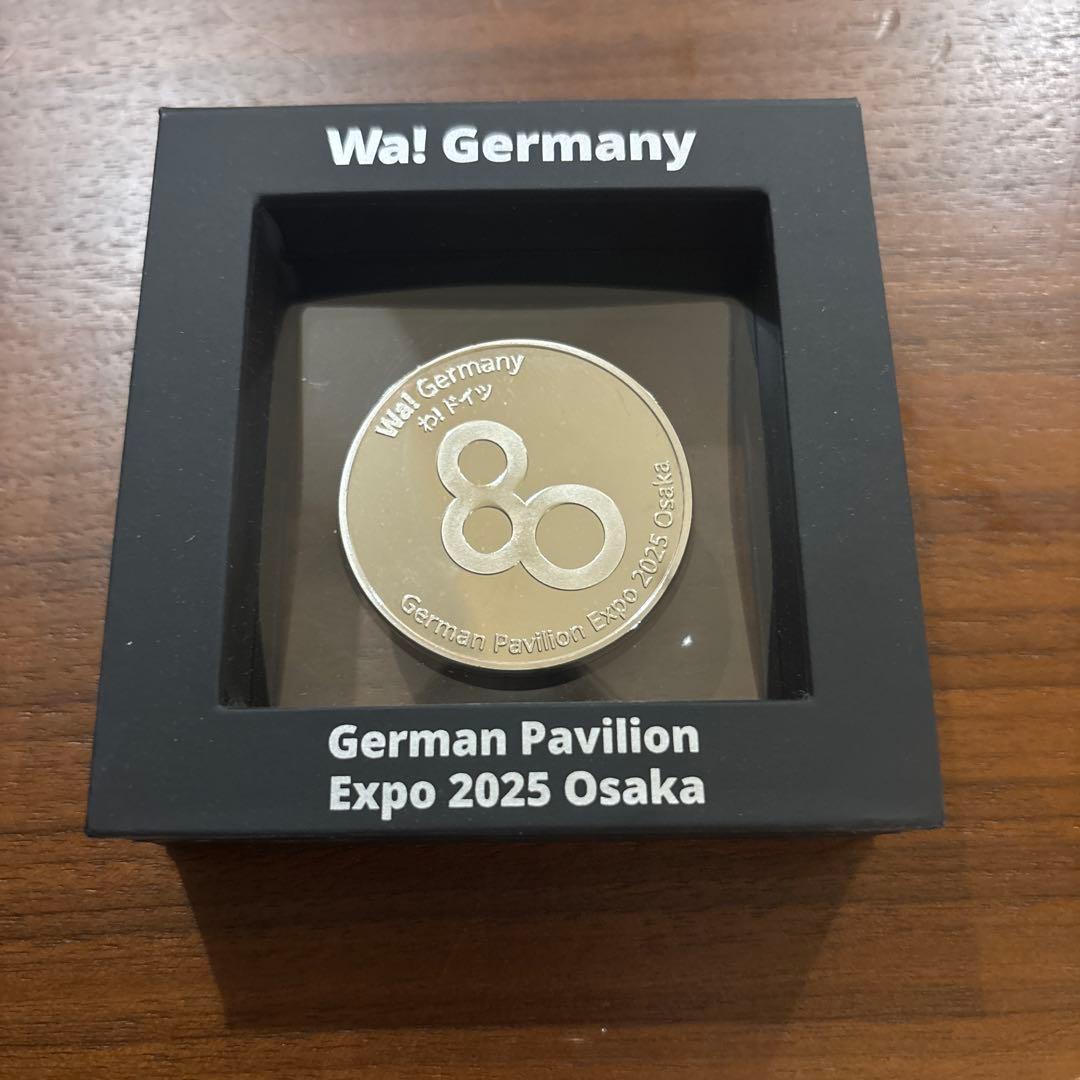 Wa! Germany
Wa! Germany
わ! ドイツ
German Pavilion Expo 2025 Osaka
German Pavilion
Expo 2025 Osaka